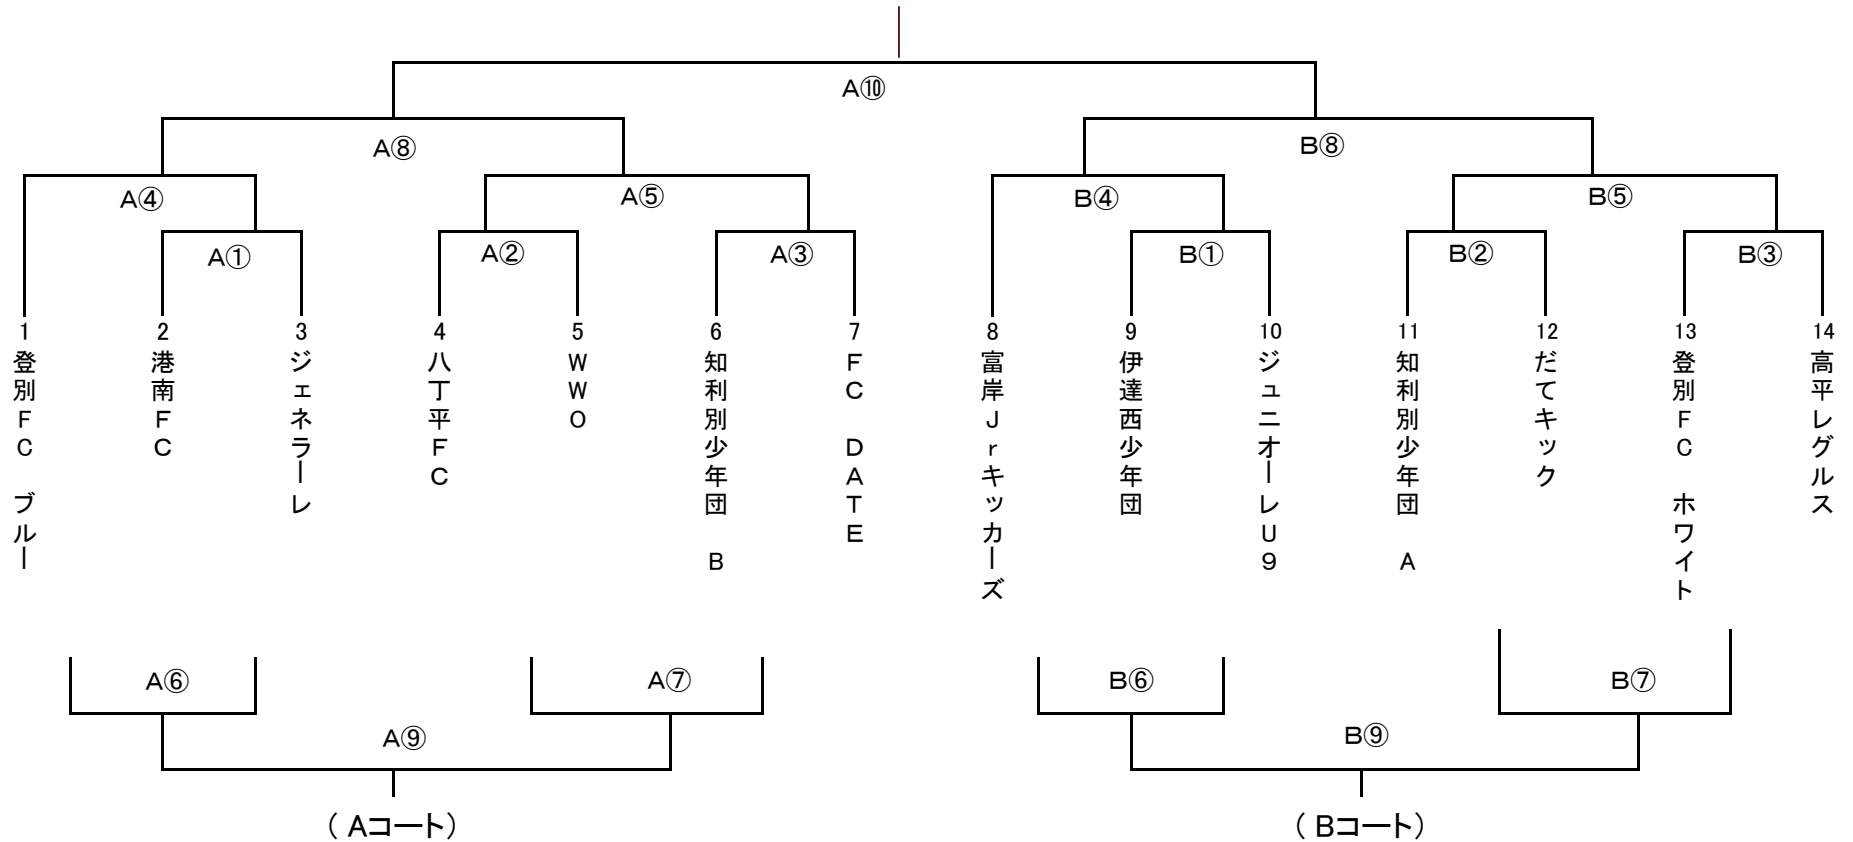 A⑩
A⑧
B⑧
A④
A⑤
B④
B⑤
A①
A②
A③
B①
B②
B③
1
2
3
4
5
6
7
8
9
10
11
12
13
14
登別FC ブルー
港南FC
ジェネラーレ
八丁平FC
WWO
知利別少年団 B
FC DATE
富岸Jrキッカーズ
伊達西少年団
ジュニオーレU9
知利別少年団 A
だてキック
登別FC ホワイト
高平レグルス
A⑥
A⑦
B⑥
B⑦
A⑨
B⑨
（ Aコート）
（ Bコート）